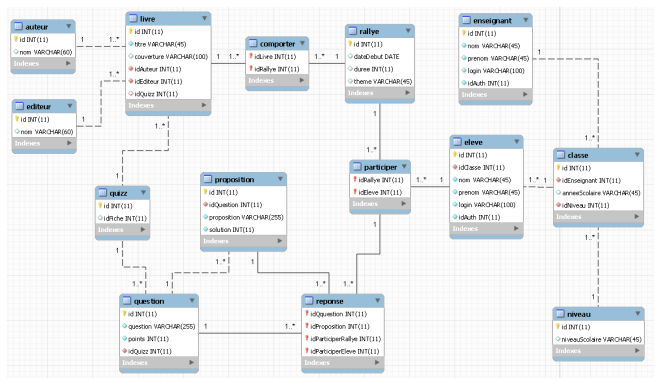 auteur
id INT(11)
nom VARCHAR(60)
Indexes
editeur
id INT(11)
nom VARCHAR(60)
Indexes
livre
id INT(11)
titre VARCHAR(45)
couverture VARCHAR(100)
idAuteur INT(11)
idEditeur INT(11)
idQuizz INT(11)
Indexes
comporter
idLivre INT(11)
idRallye INT(11)
Indexes
rallye
id INT(11)
dateDebut DATE
duree INT(11)
theme VARCHAR(45)
Indexes
enseignant
id INT(11)
nom VARCHAR(45)
prenom VARCHAR(45)
login VARCHAR(100)
idAuth INT(11)
Indexes
1
1..*
1
1..*
1
1..*
1..*
1
1
1..*
1
1..*
1..*
1
quizz
id INT(11)
idFiche INT(11)
Indexes
proposition
id INT(11)
idQuestion INT(11)
proposition VARCHAR(255)
solution INT(11)
Indexes
participer
idRallye INT(11)
idEleve INT(11)
Indexes
1..*
1
eleve
id INT(11)
idClasse INT(11)
nom VARCHAR(45)
prenom VARCHAR(45)
login VARCHAR(100)
idAuth INT(11)
Indexes
1..*
1
classe
id INT(11)
idEnseignant INT(11)
anneeScolaire VARCHAR(45)
idNiveau INT(11)
Indexes
1
1..*
1..*
1
1
1..*
1
1..*
1..*
1
question
id INT(11)
question VARCHAR(255)
points INT(11)
idQuizz INT(11)
Indexes
1
1..*
reponse
idQquestion INT(11)
idProposition INT(11)
idParticiperRallye INT(11)
idParticiperEleve INT(11)
Indexes
niveau
id INT(11)
niveauScolaire VARCHAR(45)
Indexes